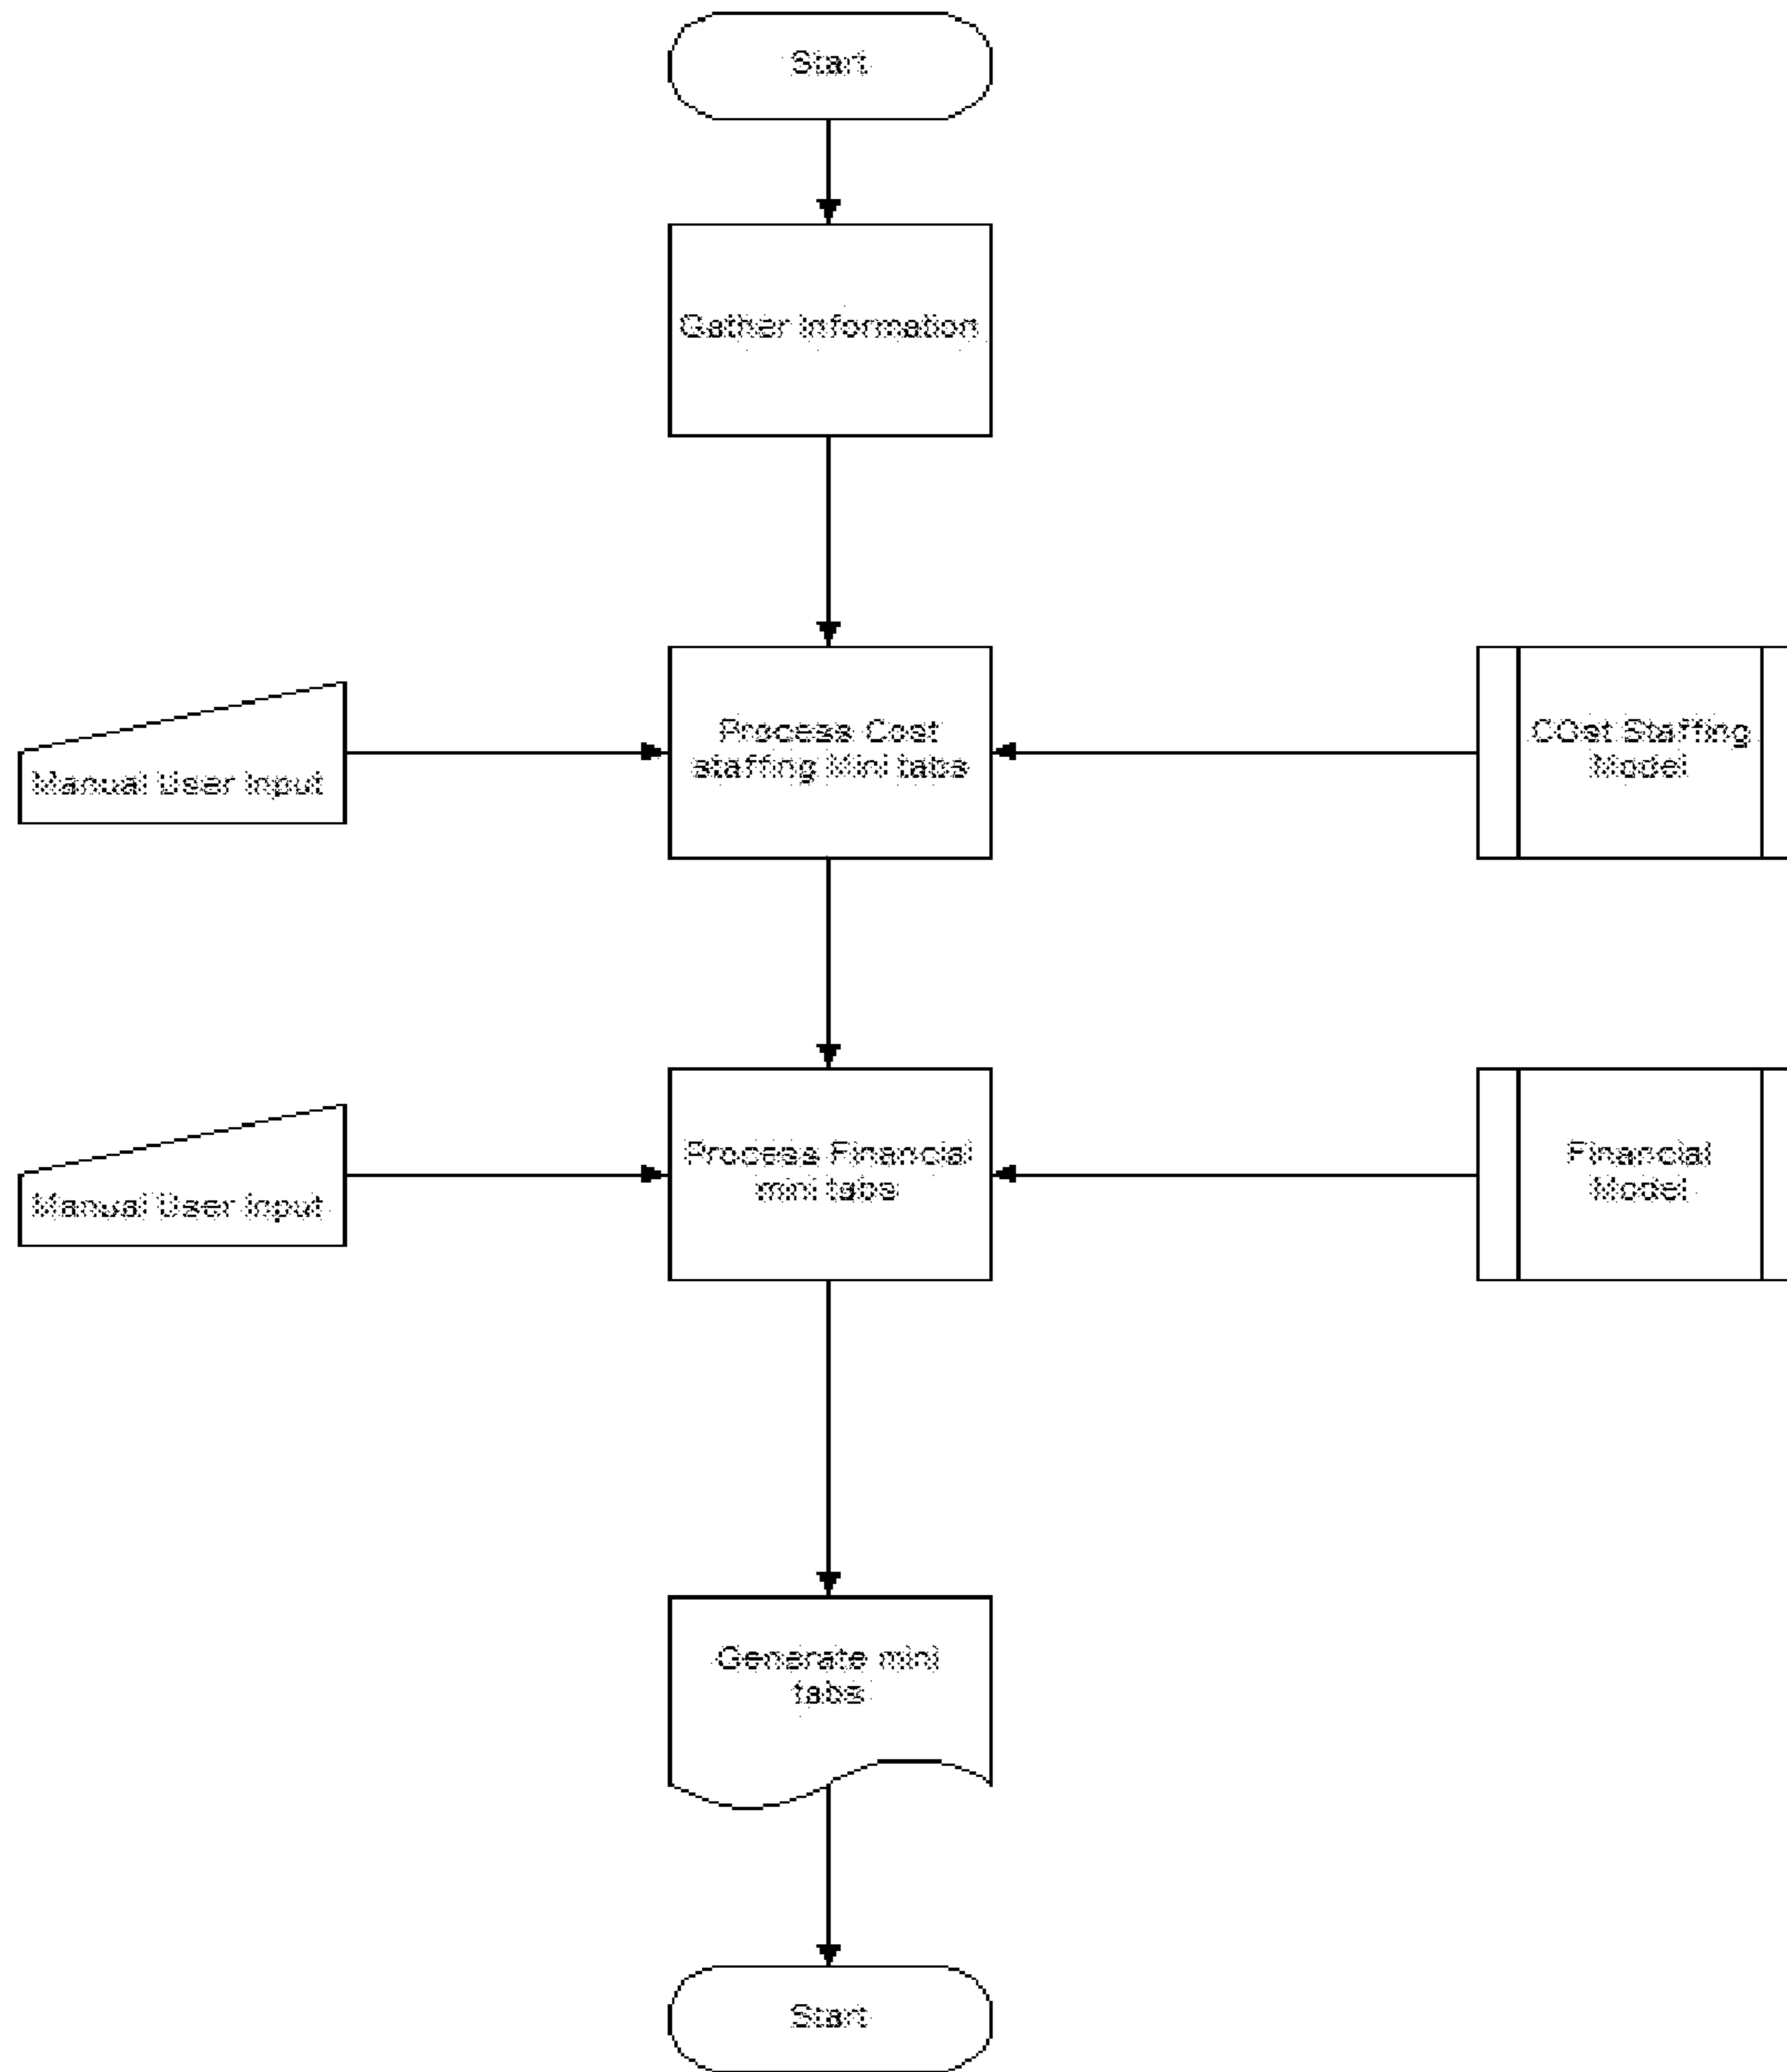 Start
Gather information
Manual User Input
Process Cost
staffing Mini tabs
COst Staffing
Model
Manual User Input
Process Financial
mini tabs
Financial
Model
Generate mini
tabs
Start